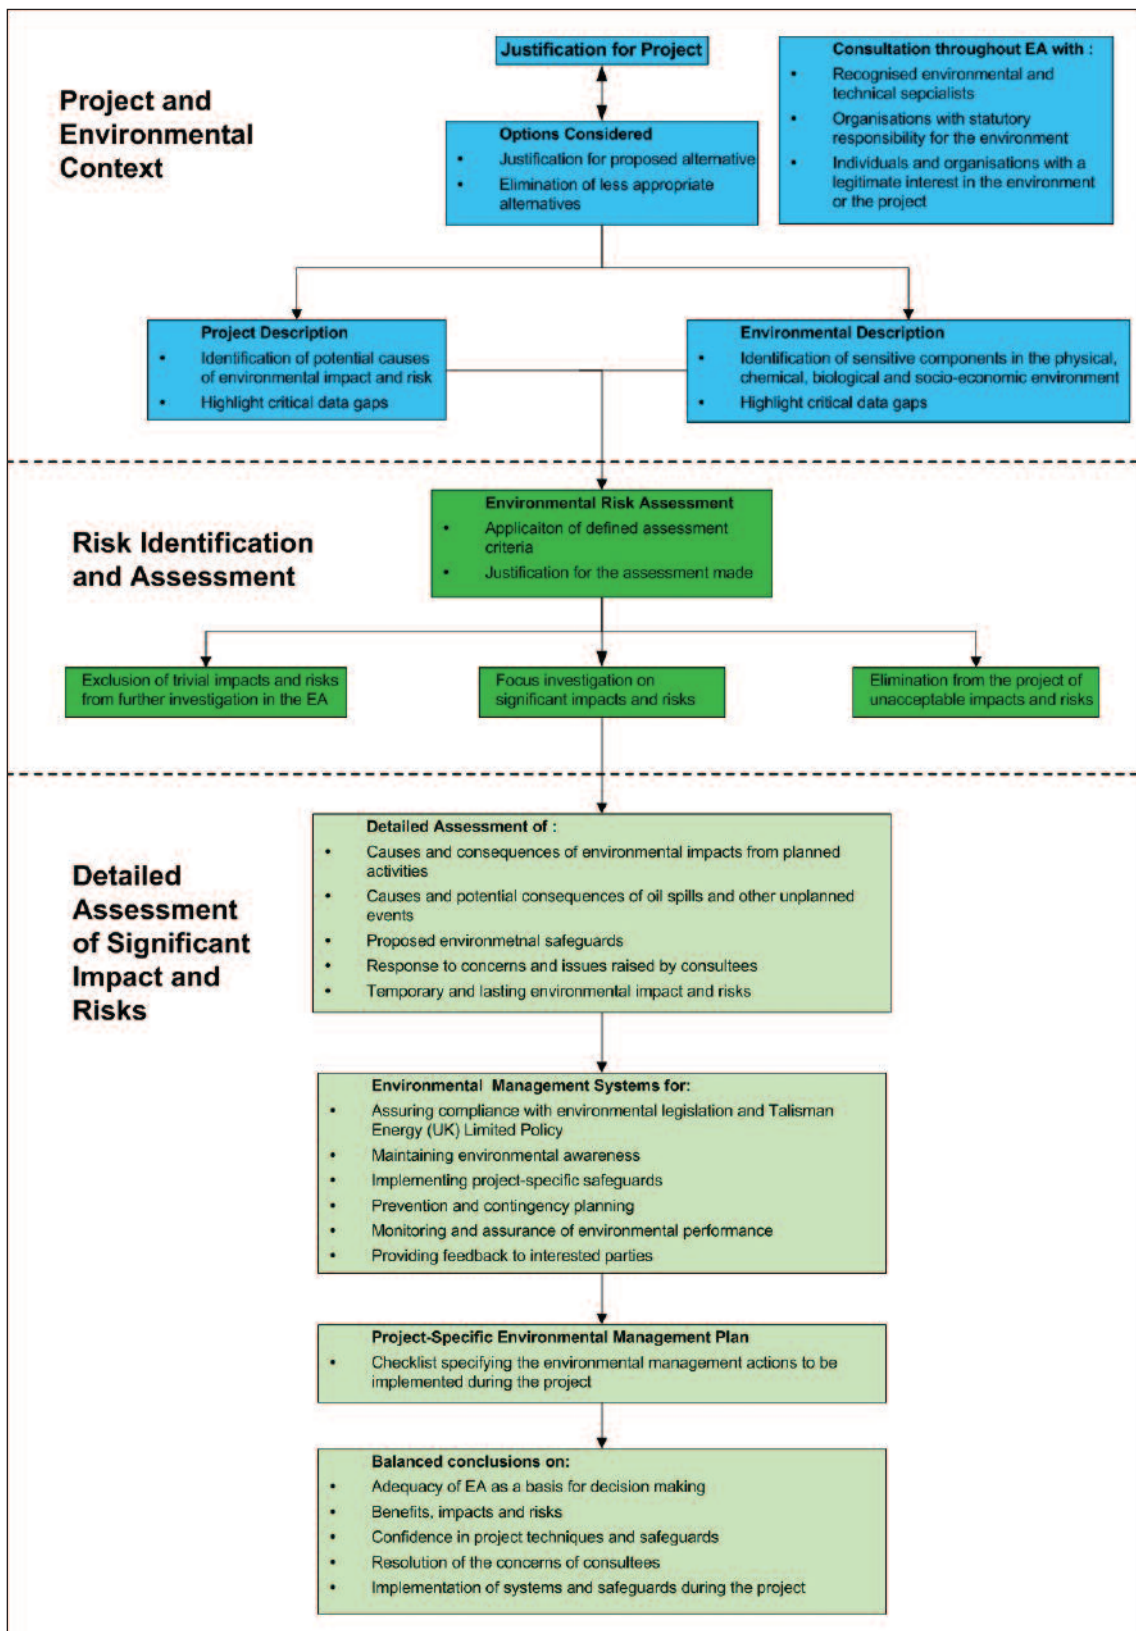 Project and
Environmental
Context
Justification for Project
Options Considered
• Justification for proposed alternative
• Elimination of less appropriate
alternatives
Consultation throughout EA with :
• Recognised environmental and
technical sepcialists
• Organisations with statutory
responsibility for the environment
• Individuals and organisations with a
legitimate interest in the environment
or the project
Project Description
• Identification of potential causes
of environmental impact and risk
• Highlight critical data gaps
Environmental Description
• Identification of sensitive components in the physical,
chemical, biological and socio-economic environment
• Highlight critical data gaps
Risk Identification
and Assessment
Environmental Risk Assessment
• Applicaiton of defined assessment
criteria
• Justification for the assessment made
Exclusion of trivial impacts and risks
from further investigation in the EA
Focus investigation on
significant impacts and risks
Elimination from the project of
unacceptable impacts and risks
Detailed
Assessment
of Significant
Impact and
Risks
Detailed Assessment of :
• Causes and consequences of environmental impacts from planned
activities
• Causes and potential consequences of oil spills and other unplanned
events
• Proposed environmetnal safeguards
• Response to concerns and issues raised by consultees
• Temporary and lasting environmental impact and risks
Environmental Management Systems for:
• Assuring compliance with environmental legislation and Talisman
Energy (UK) Limited Policy
• Maintaining environmental awareness
• Implementing project-specific safeguards
• Prevention and contingency planning
• Monitoring and assurance of environmental performance
• Providing feedback to interested parties
Project-Specific Environmental Management Plan
• Checklist specifying the environmental management actions to be
implemented during the project
Balanced conclusions on:
• Adequacy of EA as a basis for decision making
• Benefits, impacts and risks
• Confidence in project techniques and safeguards
• Resolution of the concerns of consultees
• Implementation of systems and safeguards during the project